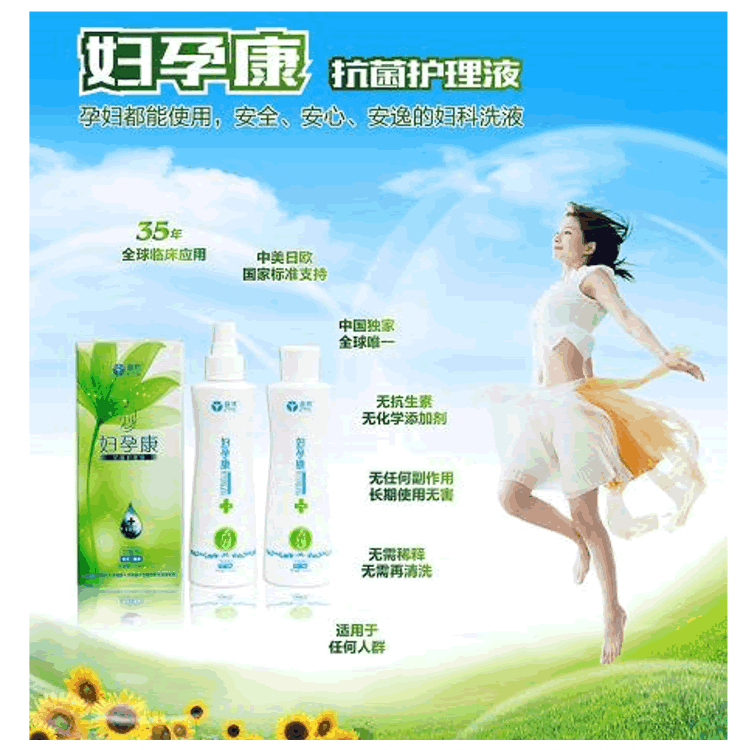 妇孕康 抗菌护理液
孕妇都能使用，安全、安心、安逸的妇科洗液
35年
全球临床应用
中美日欧
国家标准支持
中国独家
全球唯一
无抗生素
无化学添加剂
无任何副作用
长期使用无害
无需稀释
无需再清洗
适用于
任何人群
妇孕康
妇孕康
妇孕康